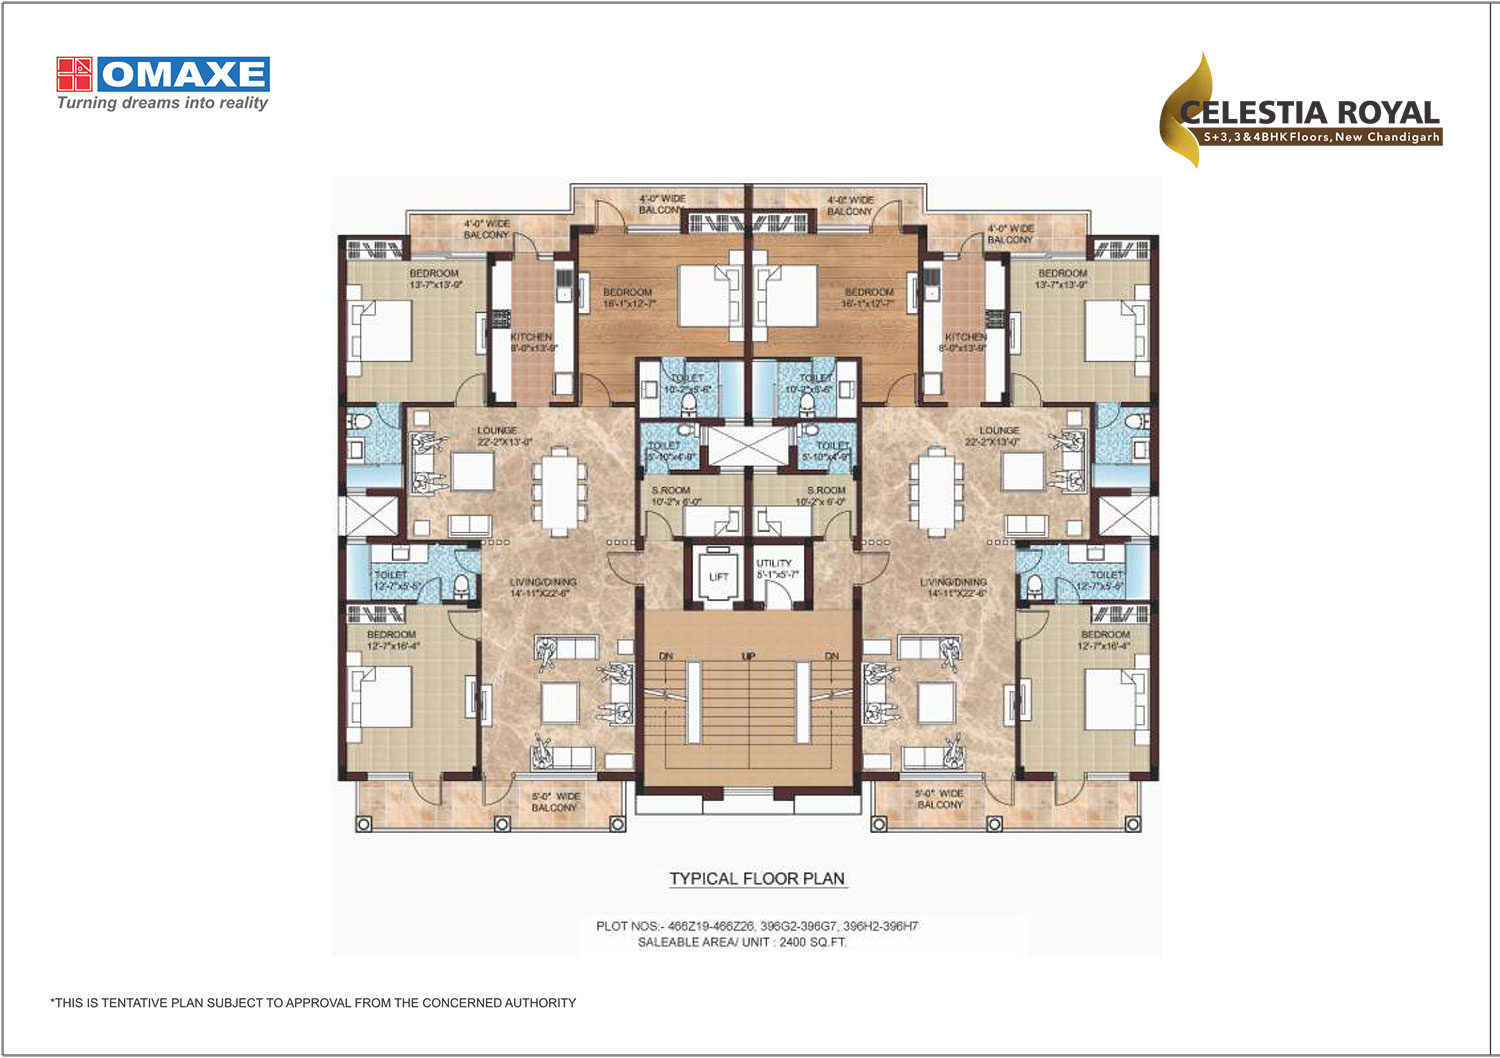 OMAXE
Turning dreams into reality
CELESTIA ROYAL
S+3, 3 & 4BHK Floors, New Chandigarh
4'-0" WIDE
BALCONY
4'-0" WIDE
BALCONY
4'-0" WIDE
BALCONY
4'-0" WIDE
BALCONY
BEDROOM
13'-7"x13'-9"
BEDROOM
16'-1"x12'-7"
BEDROOM
16'-1"x12'-7"
BEDROOM
13'-7"x13'-9"
KITCHEN
8'-0"x13'-9"
KITCHEN
8'-0"x13'-9"
TOILET
10'-2"x5'-6"
TOILET
10'-2"x5'-6"
LOUNGE
22'-2"X13'-0"
LOUNGE
22'-2"X13'-0"
TOILET
5'-10"x4'-9"
TOILET
5'-10"x4'-9"
S.ROOM
10'-2"x 6'-0"
S.ROOM
10'-2"x 6'-0"
LIFT
UTILITY
5'-1"x5'-7"
TOILET
12'-7"x5'-6"
LIVING/DINING
14'-11"X22'-6"
LIVING/DINING
14'-11"X22'-6"
TOILET
12'-7"x5'-6"
BEDROOM
12'-7"x16'-4"
BEDROOM
12'-7"x16'-4"
DN
UP
DN
5'-0" WIDE
BALCONY
5'-0" WIDE
BALCONY
TYPICAL FLOOR PLAN
PLOT NOS:- 466Z19-466Z26, 396G2-396G7, 396H2-396H7
SALEABLE AREA/ UNIT : 2400 SQ.FT.
*THIS IS TENTATIVE PLAN SUBJECT TO APPROVAL FROM THE CONCERNED AUTHORITY